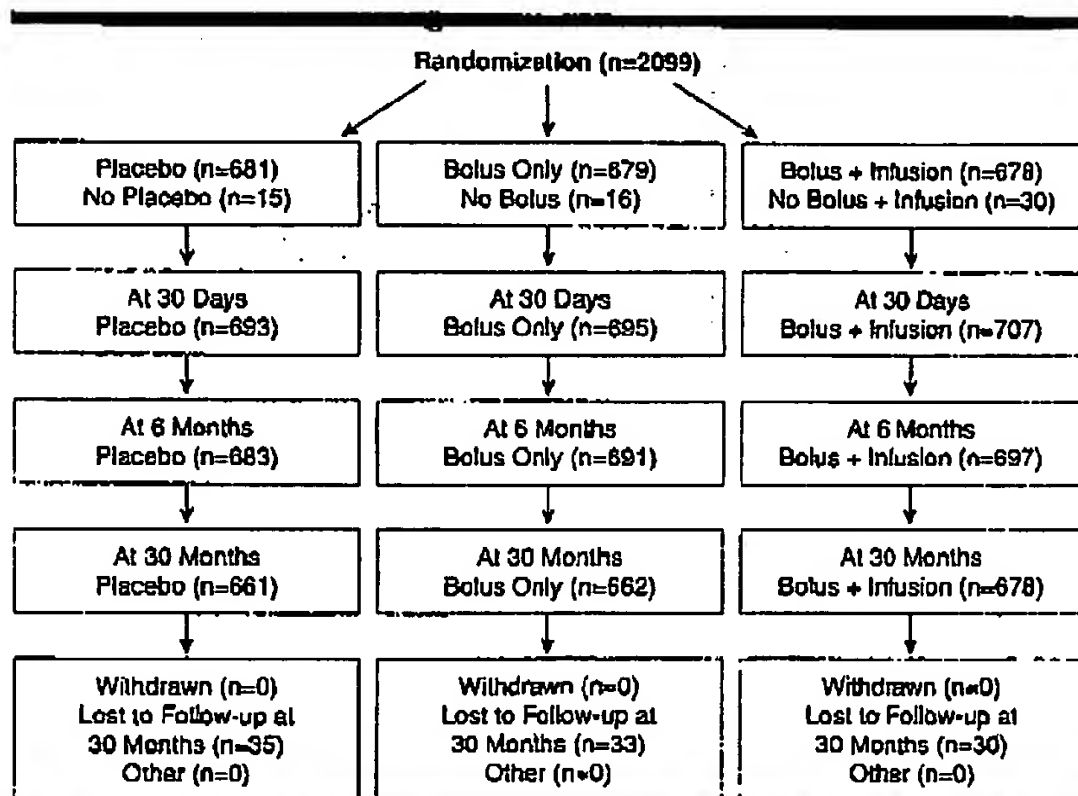 Randomization (n=2099)
Placebo (n=681)
No Placebo (n=15)
Bolus Only (n=679)
No Bolus (n=16)
Bolus + Infusion (n=678)
No Bolus + Infusion (n=30)
At 30 Days
Placebo (n=693)
At 30 Days
Bolus Only (n=695)
At 30 Days
Bolus + Infusion (n=707)
At 6 Months
Placebo (n=683)
At 6 Months
Bolus Only (n=691)
At 6 Months
Bolus + Infusion (n=697)
At 30 Months
Placebo (n=661)
At 30 Months
Bolus Only (n=662)
At 30 Months
Bolus + Infusion (n=678)
Withdrawn (n=0)
Lost to Follow-up at
30 Months (n=35)
Other (n=0)
Withdrawn (n=0)
Lost to Follow-up at
30 Months (n=33)
Other (n=0)
Withdrawn (n=0)
Lost to Follow-up at
30 Months (n=30)
Other (n=0)